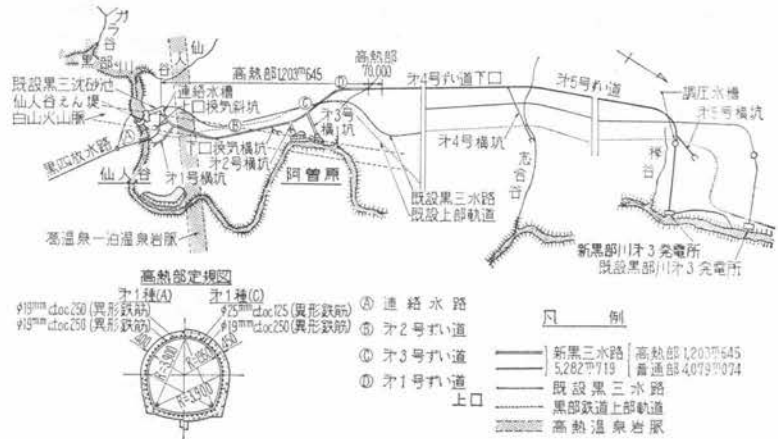 ガラ谷
黒部川
仙人谷
高熱部1,203m645
高熱部
70.000
才4号ずい道下口
才5号ずい道
調圧水槽
才5号横坑
既設黒三沈砂池
仙人谷えん堤
白山火山脈
連絡水槽
上口換気斜坑
黒四放水路
下口換気横坑
才1号横坑
才2号横坑
才3号
横坑
才4号横坑
仙人谷
阿曽原
志合谷
欅谷
既設黒三水路
既設上部軌道
高温泉一泊温泉岩脈
新黒部川才3発電所
既設黒部川才3発電所
高熱部定規図
才1種(A)
才1種(C)
φ19mm ctoc250(異形鉄筋)
φ19mm ctoc250(異形鉄筋)
φ25mm ctoc125(異形鉄筋)
φ19mm ctoc250(異形鉄筋)
R=3,900
Ⓐ 連絡水路
Ⓑ 才2号ずい道
Ⓒ 才3号ずい道
Ⓓ 才1号ずい道
上口
凡例
新黒三水路
5,282m719
高熱部1,203m645
普通部4,079m074
既設黒三水路
黒部鉄道上部軌道
高熱温泉岩脈